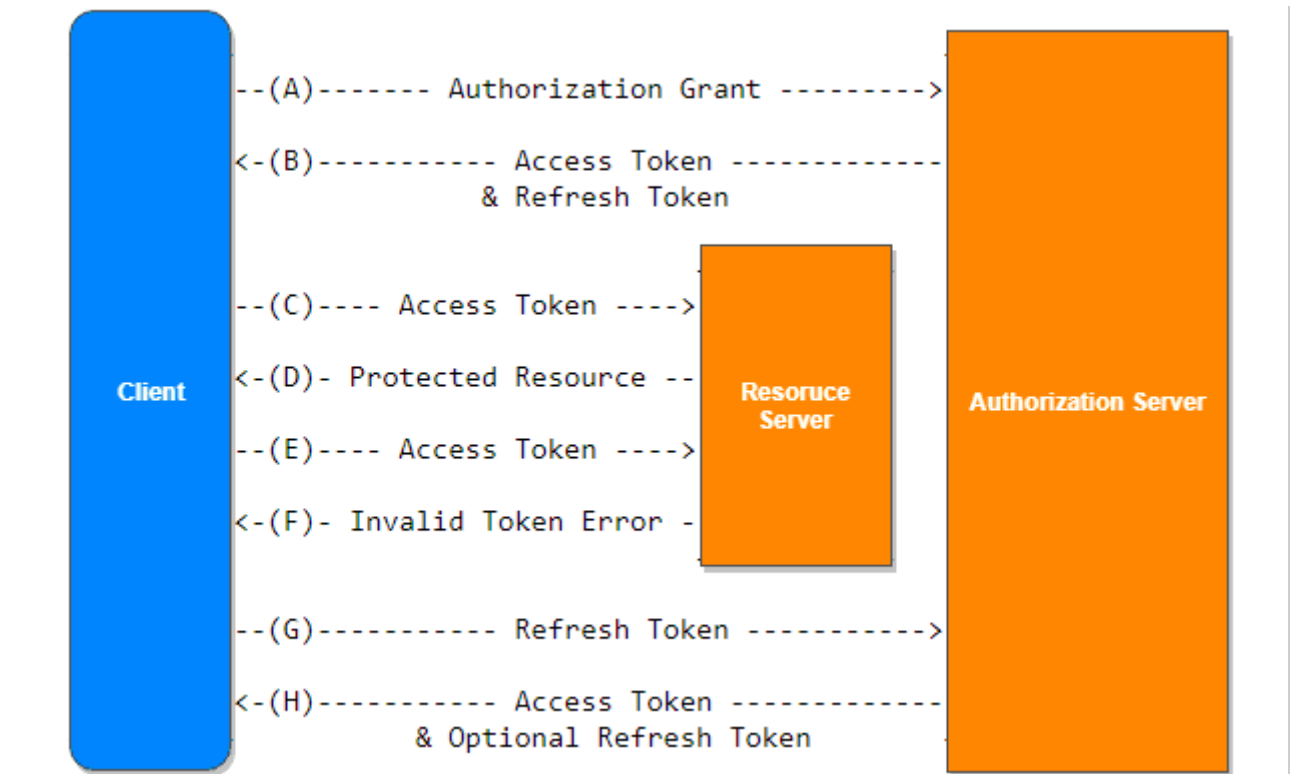 --(A)------- Authorization Grant --------->
<-(B)----------- Access Token -------------
& Refresh Token
--(C)---- Access Token ---->
<-(D)- Protected Resource --
--(E)---- Access Token ---->
<-(F)- Invalid Token Error -
Client
Resoruce
Server
Authorization Server
--(G)----------- Refresh Token ----------->
<-(H)----------- Access Token -------------
& Optional Refresh Token